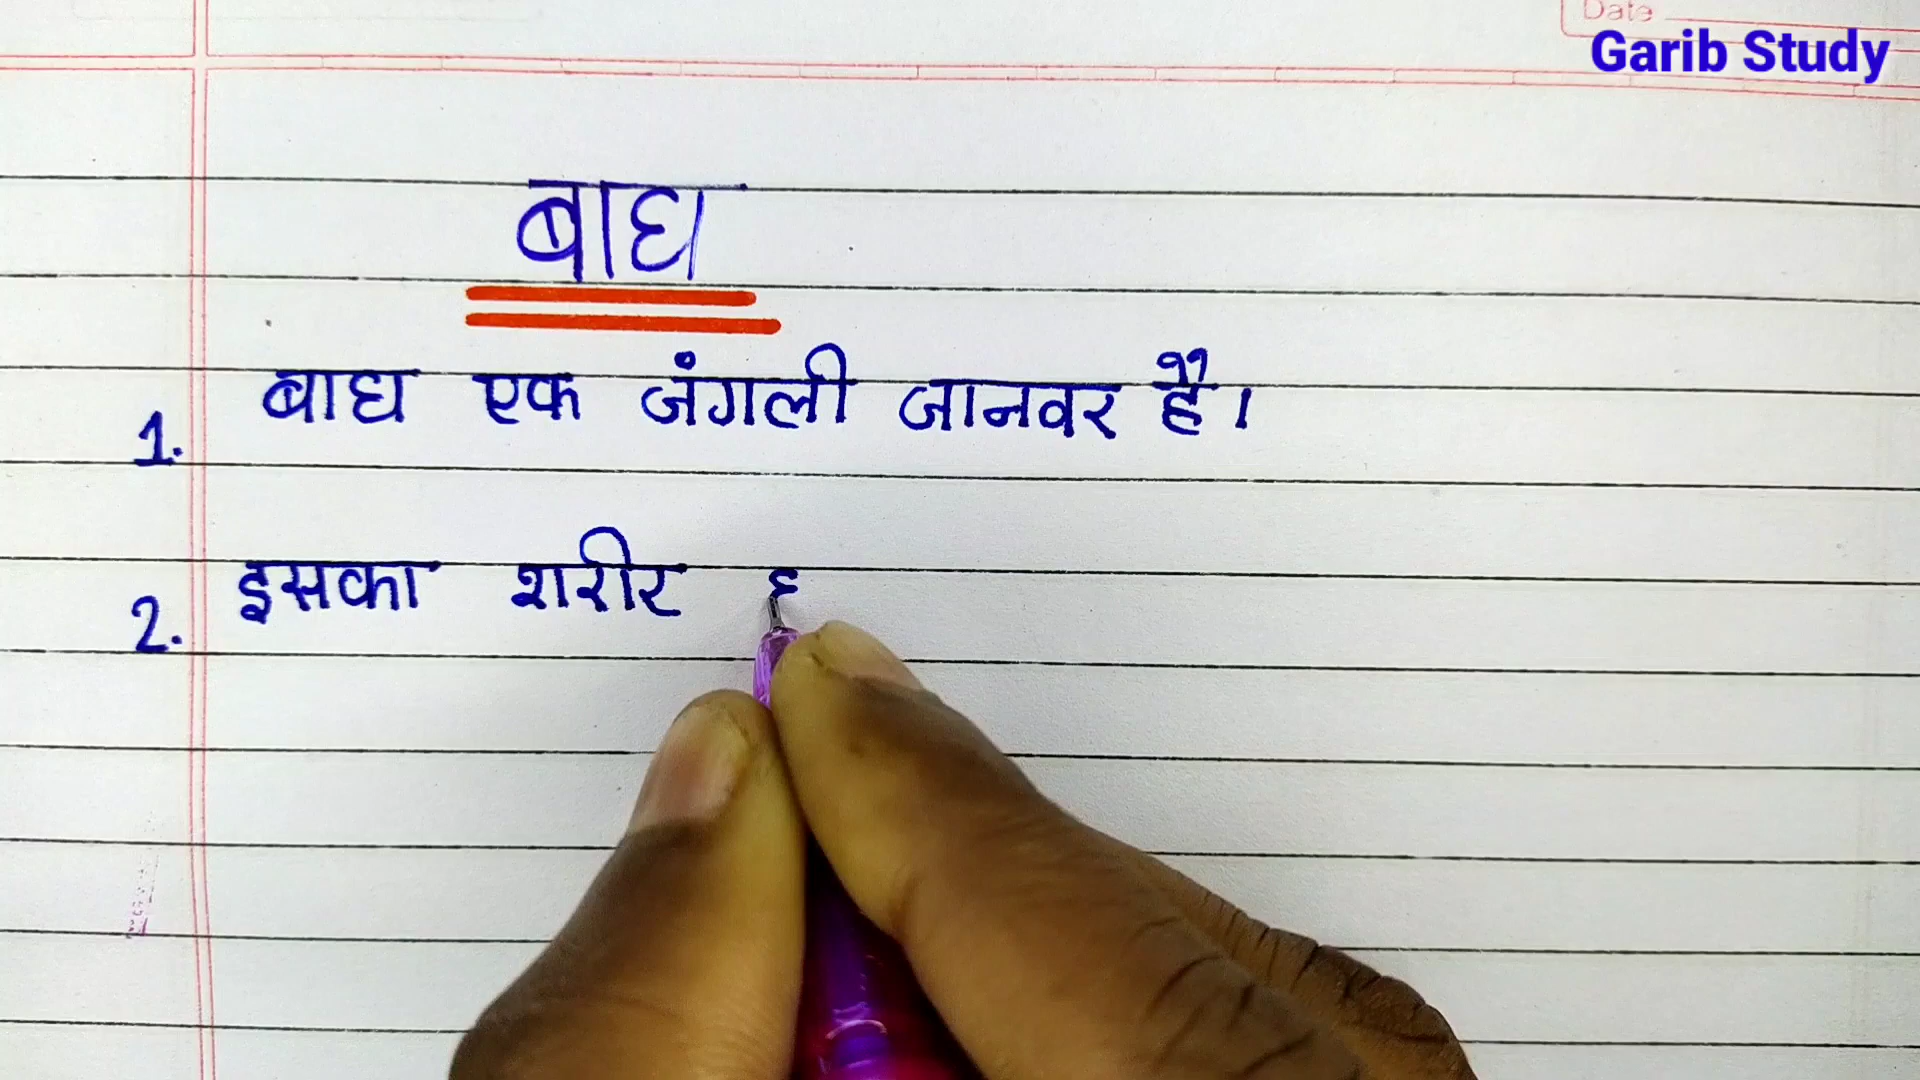 Date
Garib Study
बाघ
1. बाघ एक जंगली जानवर है।
2. इसका शरीर